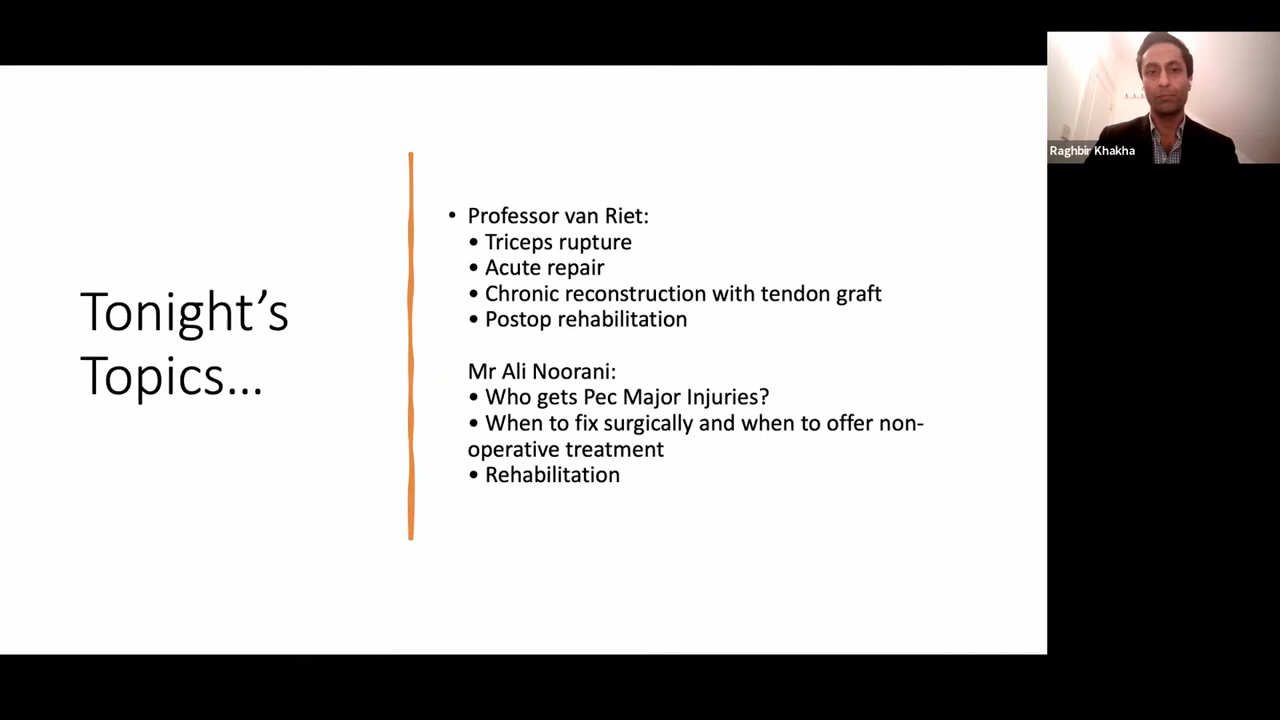 Tonight's
Topics...
• Professor van Riet:
• Triceps rupture
• Acute repair
• Chronic reconstruction with tendon graft
• Postop rehabilitation
Mr Ali Noorani:
• Who gets Pec Major Injuries?
• When to fix surgically and when to offer non-
operative treatment
• Rehabilitation
Raghbir Khakha